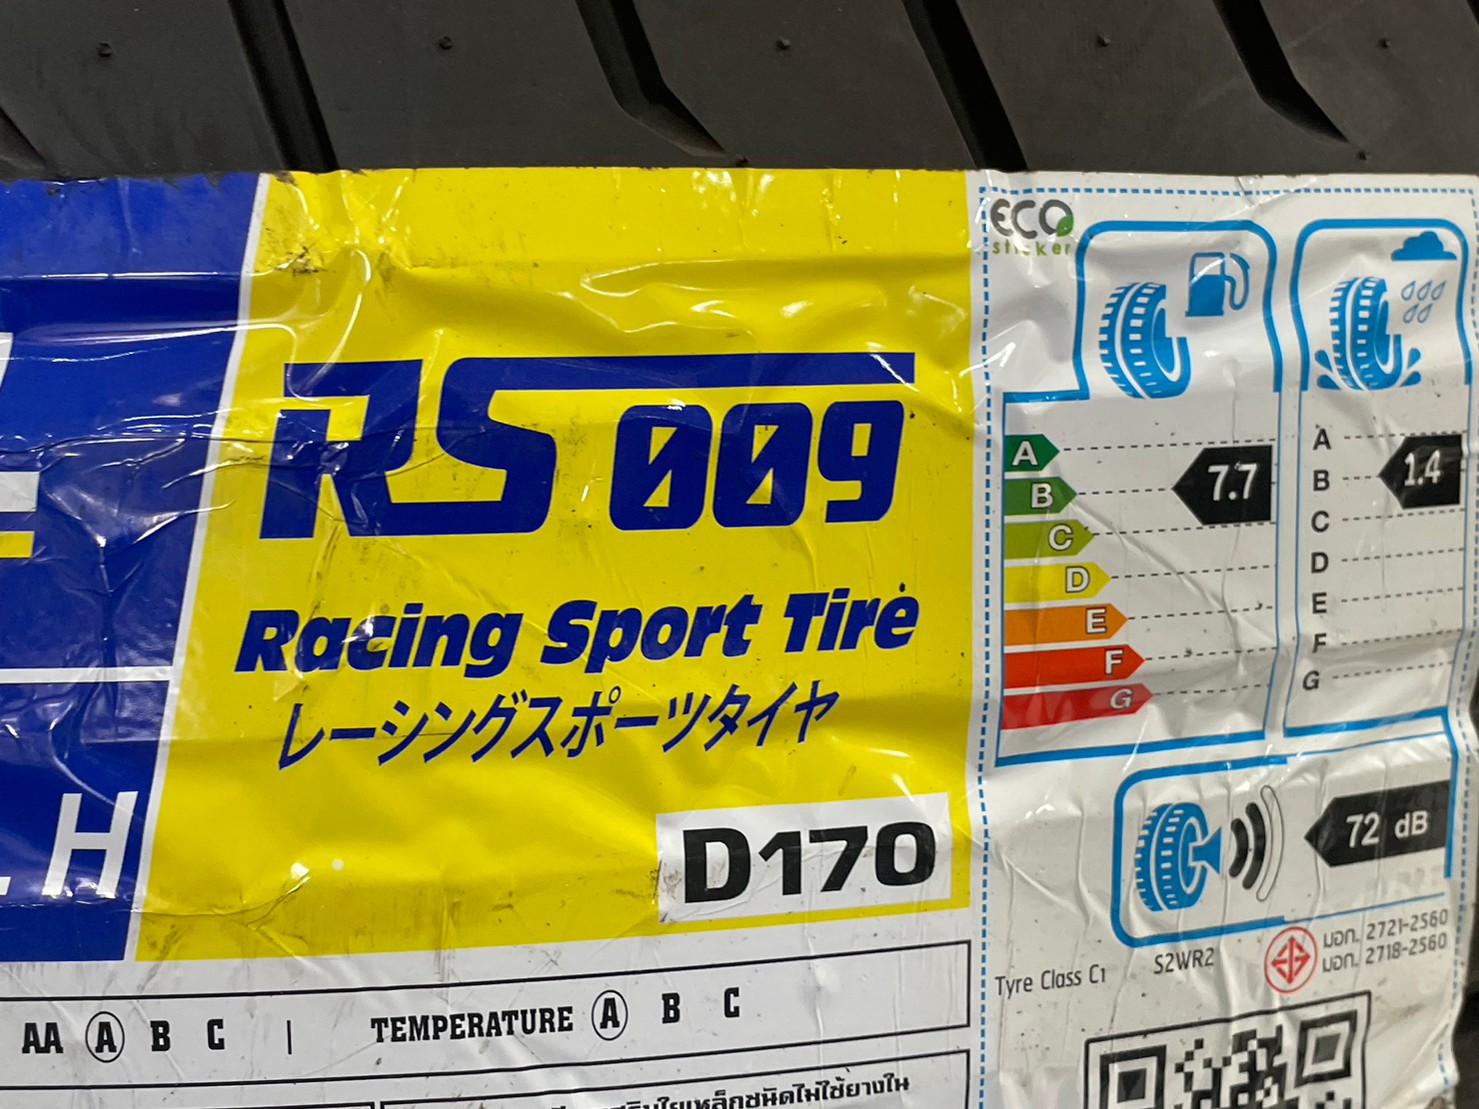 RS009
Racing Sport Tire
レーシングスポーツタイヤ
D170
H
AA A B C | TEMPERATURE A B C
ECO
sticker
A
B
C
D
E
F
G
7.7
A
B
C
D
E
F
G
1.4
72 dB
Tyre Class C1 S2WR2
มอก. 2721-2560
มอก. 2718-2560